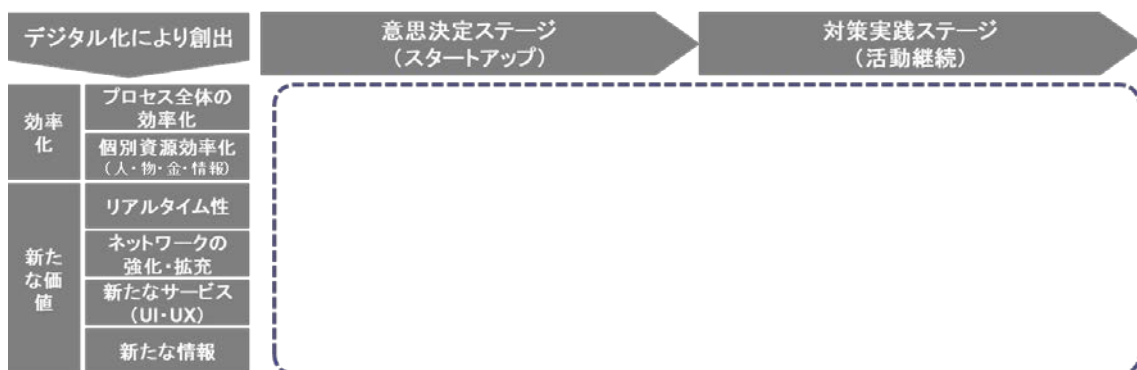 デジタル化により創出
意思決定ステージ
(スタートアップ)
対策実践ステージ
(活動継続)
効率
化
プロセス全体の
効率化
個別資源効率化
(人・物・金・情報)
新た
な価
値
リアルタイム性
ネットワークの
強化・拡充
新たなサービス
(UI・UX)
新たな情報